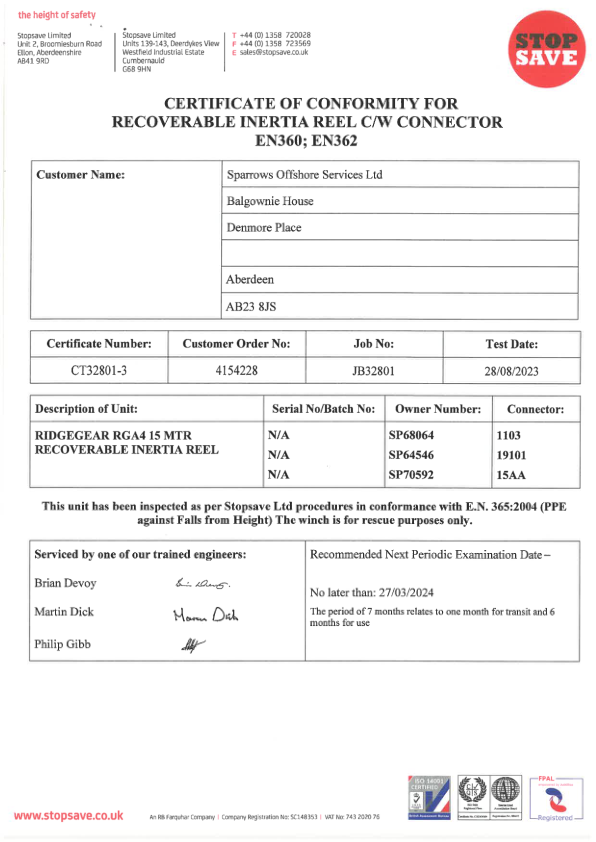 the height of safety
Stopsave Limited
Unit 2, Broomiesburn Road
Ellon, Aberdeenshire
AB41 9RD
Stopsave Limited
Units 139-143, Deerdykes View
Westfield Industrial Estate
Cumbernauld
G68 9HN
T +44 (0) 1358 720028
F +44 (0) 1358 723569
E sales@stopsave.co.uk
STOP
SAVE
CERTIFICATE OF CONFORMITY FOR
RECOVERABLE INERTIA REEL C/W CONNECTOR
EN360; EN362
Customer Name:
Sparrows Offshore Services Ltd
Balgownie House
Denmore Place
Aberdeen
AB23 8JS
Certificate Number: Customer Order No: Job No: Test Date:
CT32801-3 4154228 JB32801 28/08/2023
Description of Unit: Serial No/Batch No: Owner Number: Connector:
RIDGEGEAR RGA4 15 MTR N/A SP68064 1103
RECOVERABLE INERTIA REEL N/A SP64546 19101
N/A SP70592 15AA
This unit has been inspected as per Stopsave Ltd procedures in conformance with E.N. 365:2004 (PPE
against Falls from Height) The winch is for rescue purposes only.
Serviced by one of our trained engineers:
Brian Devoy
Martin Dick
Philip Gibb
Recommended Next Periodic Examination Date –
No later than: 27/03/2024
The period of 7 months relates to one month for transit and 6
months for use
www.stopsave.co.uk
An RB Farquhar Company | Company Registration No: SC148353 | VAT No: 743 2020 76
ISO 14001
CERTIFIED
FPAL
Registered